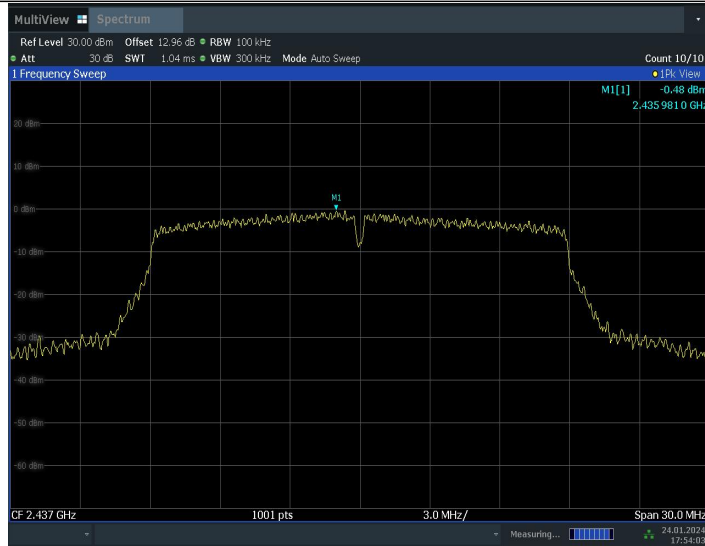 MultiView Spectrum
Ref Level 30.00 dBm Offset 12.96 dB RBW 100 kHz
Att 30 dB SWT 1.04 ms VBW 300 kHz Mode Auto Sweep Count 10/10
1 Frequency Sweep 1Pk View
M1[1] -0.48 dBm
2.435 981 0 GHz
20 dBm
10 dBm
M1
0 dBm
-10 dBm
-20 dBm
-30 dBm
-40 dBm
-50 dBm
-60 dBm
CF 2.437 GHz 1001 pts 3.0 MHz/ Span 30.0 MHz
Measuring... 24.01.2024
17:54:03